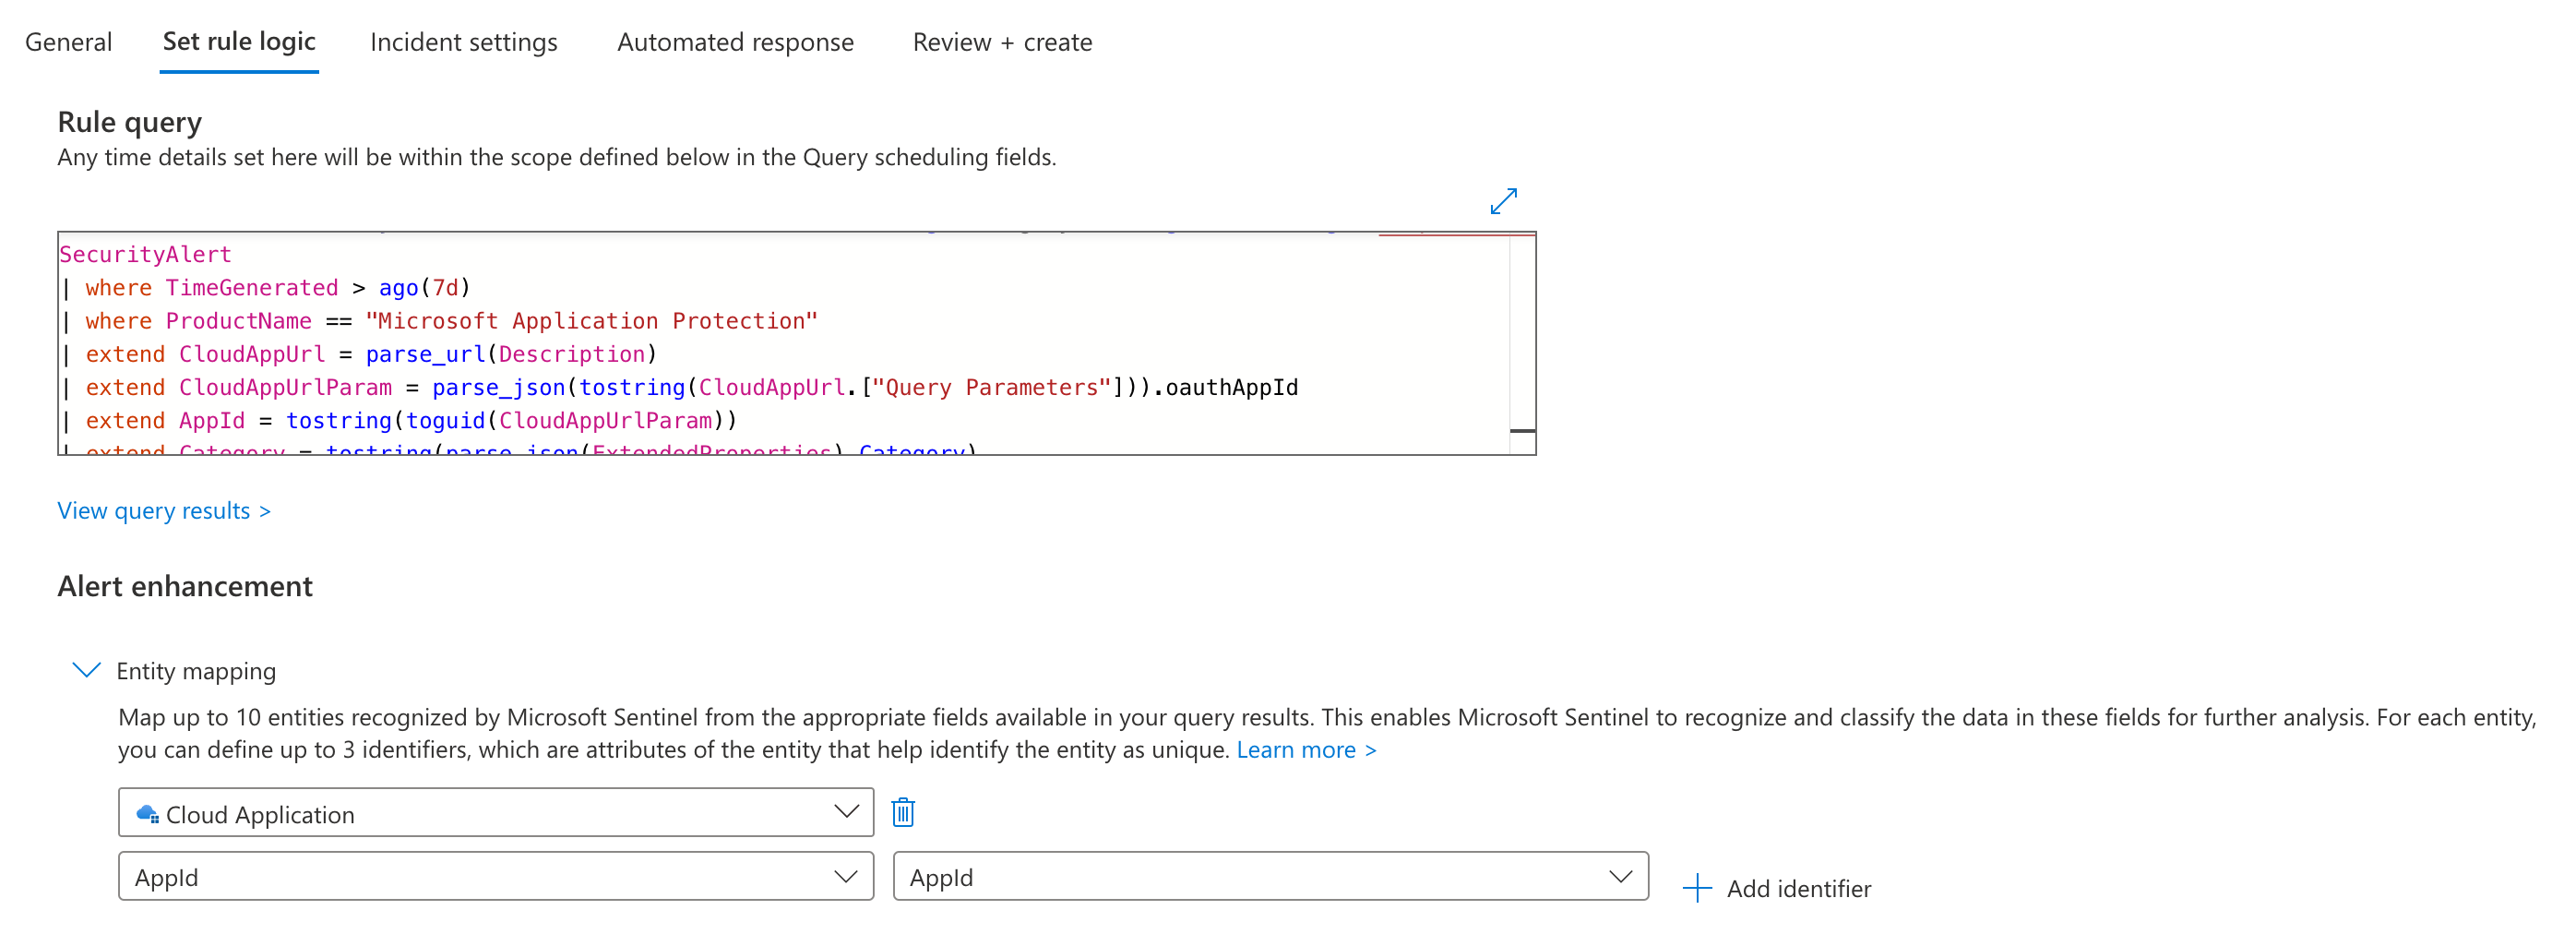 General Set rule logic Incident settings Automated response Review + create
Rule query
Any time details set here will be within the scope defined below in the Query scheduling fields.
SecurityAlert
| where TimeGenerated > ago(7d)
| where ProductName == "Microsoft Application Protection"
| extend CloudAppUrl = parse_url(Description)
| extend CloudAppUrlParam = parse_json(tostring(CloudAppUrl.["Query Parameters"])).oauthAppId
| extend AppId = tostring(toguid(CloudAppUrlParam))
| extend Category = tostring(parse_json(ExtendedProperties).Category)
View query results >
Alert enhancement
Entity mapping
Map up to 10 entities recognized by Microsoft Sentinel from the appropriate fields available in your query results. This enables Microsoft Sentinel to recognize and classify the data in these fields for further analysis. For each entity,
you can define up to 3 identifiers, which are attributes of the entity that help identify the entity as unique. Learn more >
Cloud Application
AppId AppId Add identifier